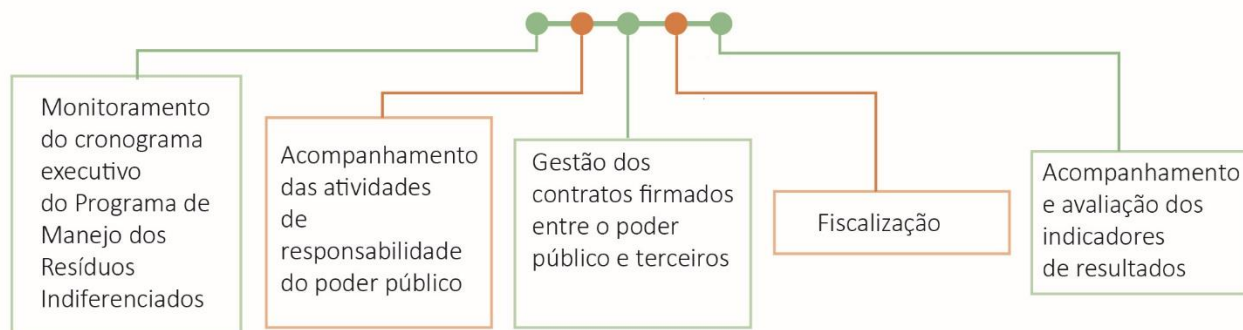 Monitoramento
do cronograma
executivo
do Programa de
Manejo dos
Resíduos
Indiferenciados
Acompanhamento
das atividades
de
responsabilidade
do poder público
Gestão dos
contratos firmados
entre o poder
público e terceiros
Fiscalização
Acompanhamento
e avaliação dos
indicadores
de resultados